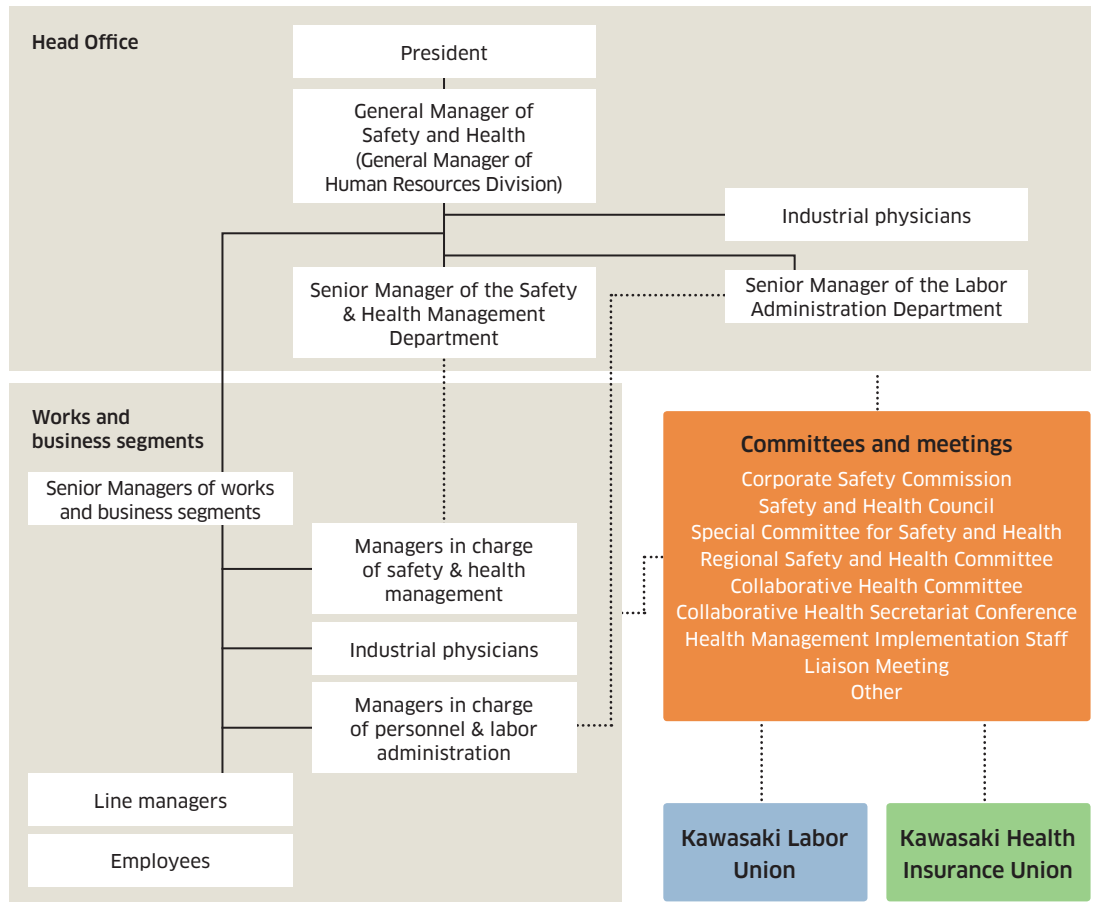 Head Office
President
General Manager of
Safety and Health
(General Manager of
Human Resources Division)
Industrial physicians
Senior Manager of the Safety
& Health Management
Department
Senior Manager of the Labor
Administration Department
Works and
business segments
Senior Managers of works
and business segments
Managers in charge
of safety & health
management
Industrial physicians
Managers in charge
of personnel & labor
administration
Line managers
Employees
Committees and meetings
Corporate Safety Commission
Safety and Health Council
Special Committee for Safety and Health
Regional Safety and Health Committee
Collaborative Health Committee
Collaborative Health Secretariat Conference
Health Management Implementation Staff
Liaison Meeting
Other
Kawasaki Labor
Union
Kawasaki Health
Insurance Union